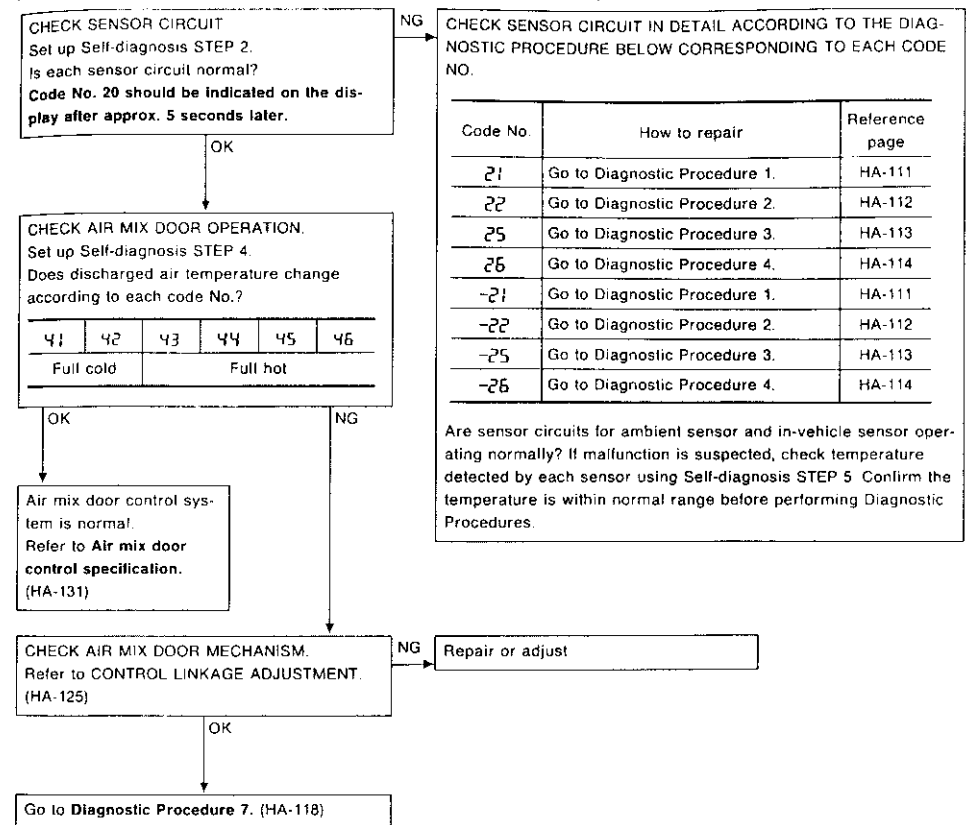 CHECK SENSOR CIRCUIT
Set up Self-diagnosis STEP 2.
Is each sensor circuit normal?
Code No. 20 should be indicated on the dis-
play after approx. 5 seconds later.
NG
CHECK SENSOR CIRCUIT IN DETAIL ACCORDING TO THE DIAG-
NOSTIC PROCEDURE BELOW CORRESPONDING TO EACH CODE
NO.
Code No. How to repair Reference page
21 Go to Diagnostic Procedure 1. HA-111
22 Go to Diagnostic Procedure 2. HA-112
25 Go to Diagnostic Procedure 3. HA-113
26 Go to Diagnostic Procedure 4. HA-114
-21 Go to Diagnostic Procedure 1. HA-111
-22 Go to Diagnostic Procedure 2. HA-112
-25 Go to Diagnostic Procedure 3. HA-113
-26 Go to Diagnostic Procedure 4. HA-114
Are sensor circuits for ambient sensor and in-vehicle sensor oper-
ating normally? If malfunction is suspected, check temperature
detected by each sensor using Self-diagnosis STEP 5 Confirm the
temperature is within normal range before performing Diagnostic
Procedures.
OK
CHECK AIR MIX DOOR OPERATION.
Set up Self-diagnosis STEP 4.
Does discharged air temperature change
according to each code No.?
41 42 43 44 45 46
Full cold Full hot
OK
NG
Air mix door control sys-
tem is normal.
Refer to Air mix door
control specification.
(HA-131)
CHECK AIR MIX DOOR MECHANISM.
Refer to CONTROL LINKAGE ADJUSTMENT.
(HA-125)
NG
Repair or adjust
OK
Go to Diagnostic Procedure 7. (HA-118)